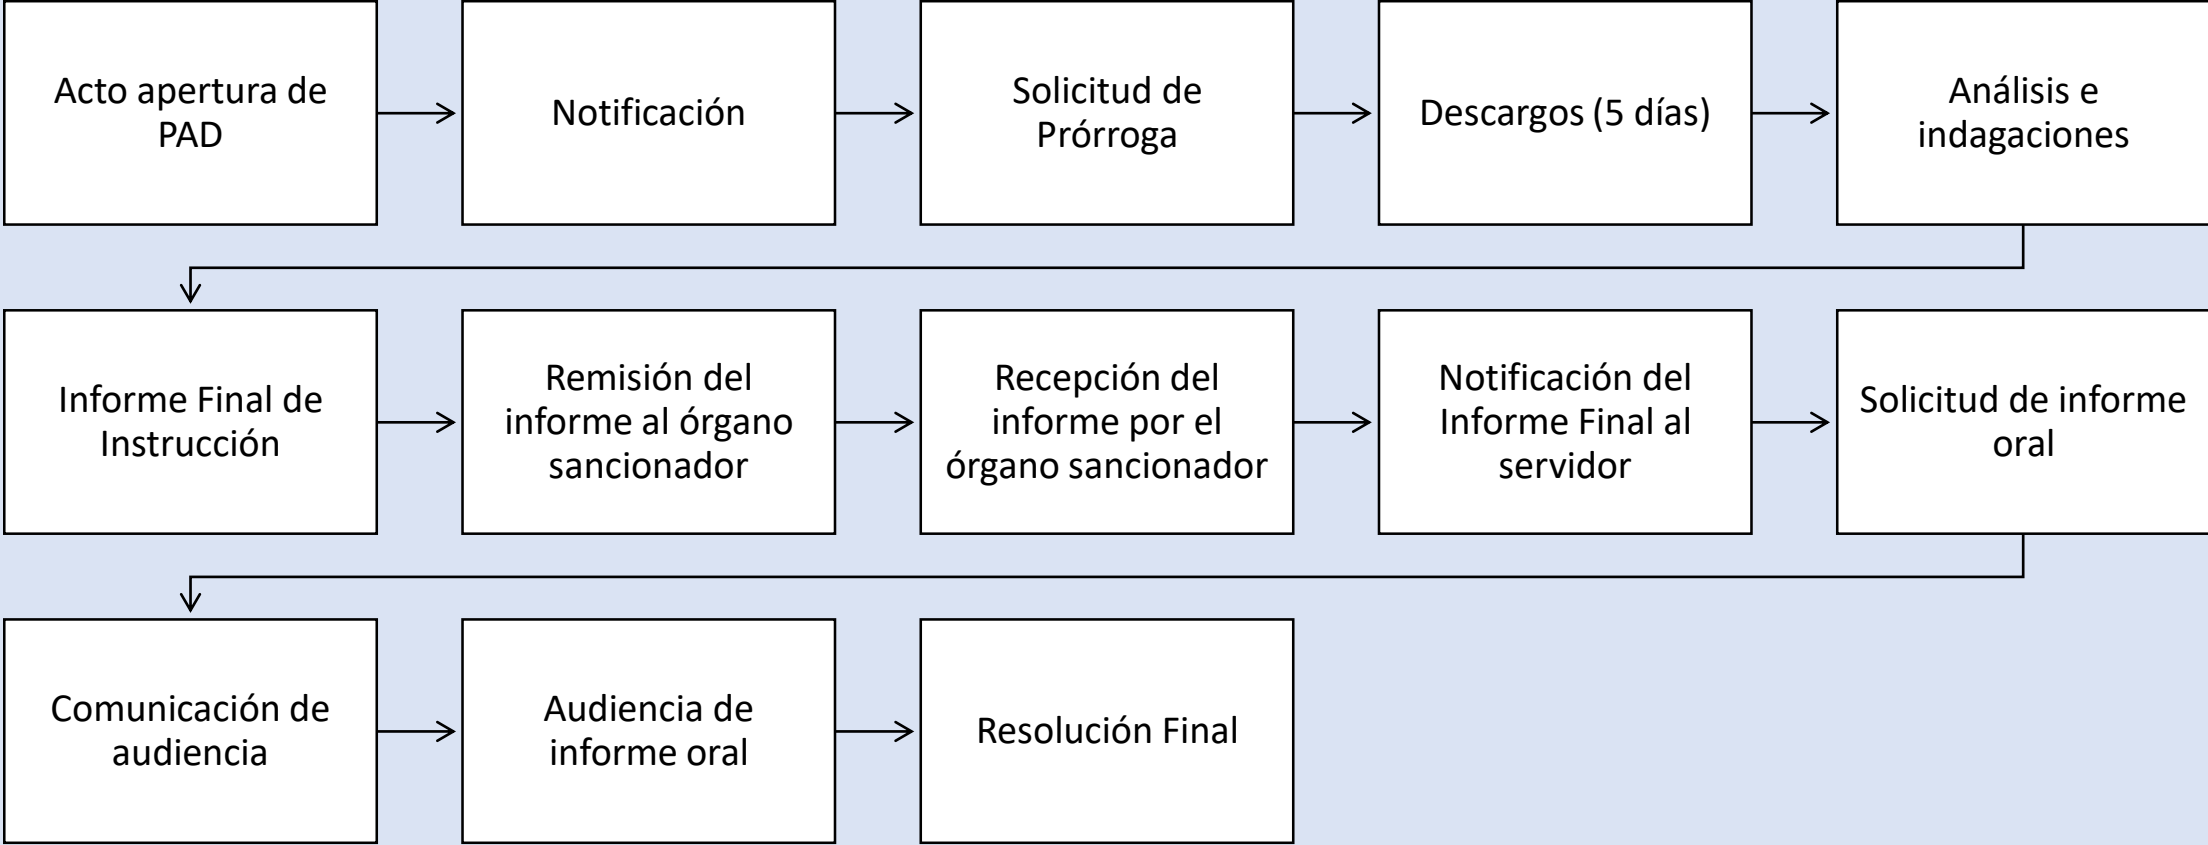 Acto apertura de
PAD
Notificación
Solicitud de
Prórroga
Descargos (5 días)
Análisis e
indagaciones
Informe Final de
Instrucción
Remisión del
informe al órgano
sancionador
Recepción del
informe por el
órgano sancionador
Notificación del
Informe Final al
servidor
Solicitud de informe
oral
Comunicación de
audiencia
Audiencia de
informe oral
Resolución Final